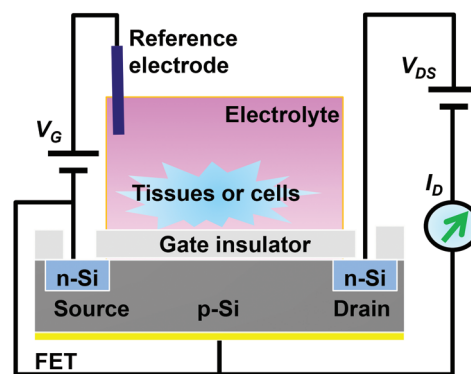 Reference
electrode
V_DS
Electrolyte
V_G
Tissues or cells
I_D
Gate insulator
n-Si
n-Si
Source
p-Si
Drain
FET